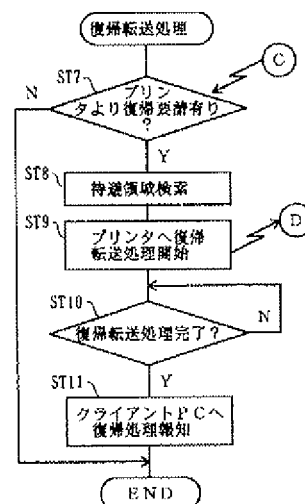 復帰転送処理
C
ST7
N
プリン
タより復帰要請有り
?
Y
ST8
待避領域検索
ST9
プリンタへ復帰
転送処理開始
D
ST10
復帰転送処理完了?
N
Y
ST11
クライアントPCへ
復帰処理報知
END